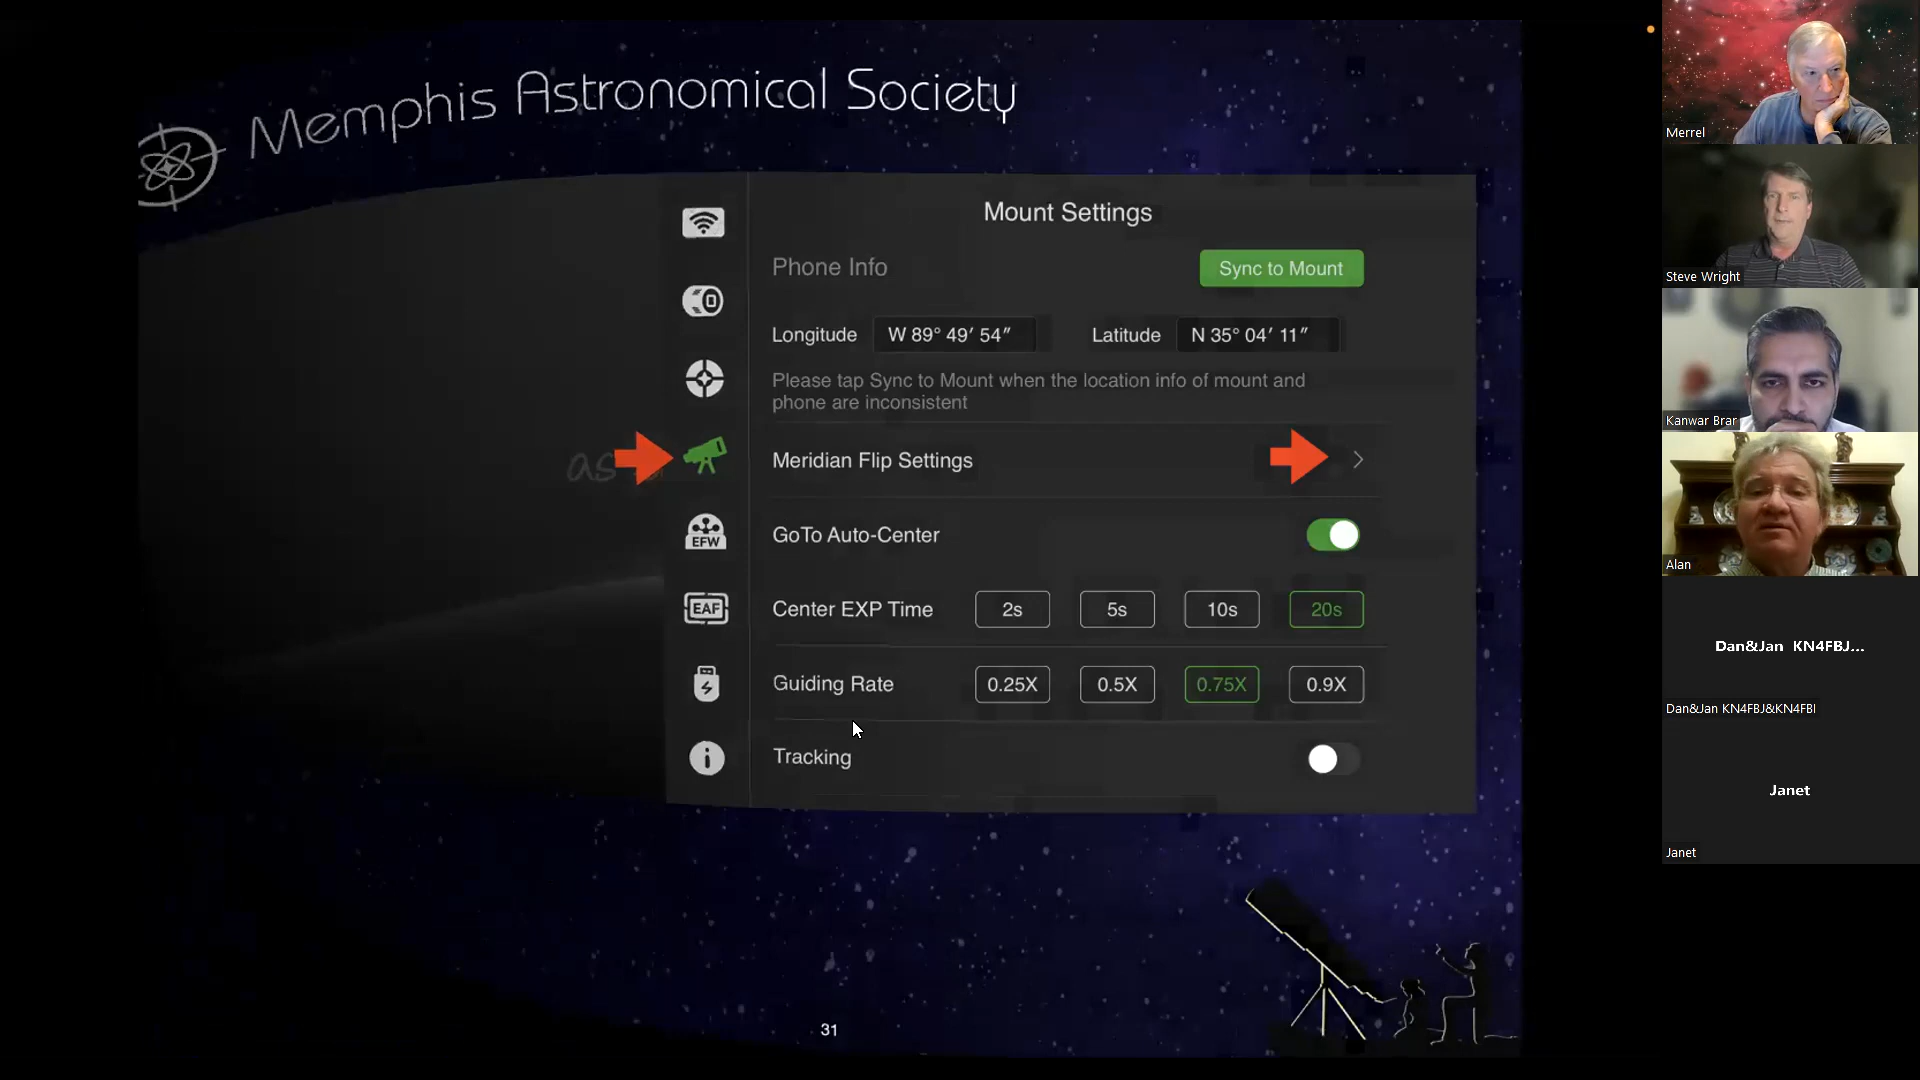 Memphis Astronomical Society
Mount Settings
Phone Info
Sync to Mount
Longitude W 89° 49′ 54″ Latitude N 35° 04′ 11″
Please tap Sync to Mount when the location info of mount and
phone are inconsistent
Meridian Flip Settings
GoTo Auto-Center
EFW
EAF
Center EXP Time 2s 5s 10s 20s
Guiding Rate 0.25X 0.5X 0.75X 0.9X
Tracking
31
Merrel
Steve Wright
Kanwar Brar
Alan
Dan&Jan KN4FBJ...
Dan&Jan KN4FBJ&KN4FBI
Janet
Janet